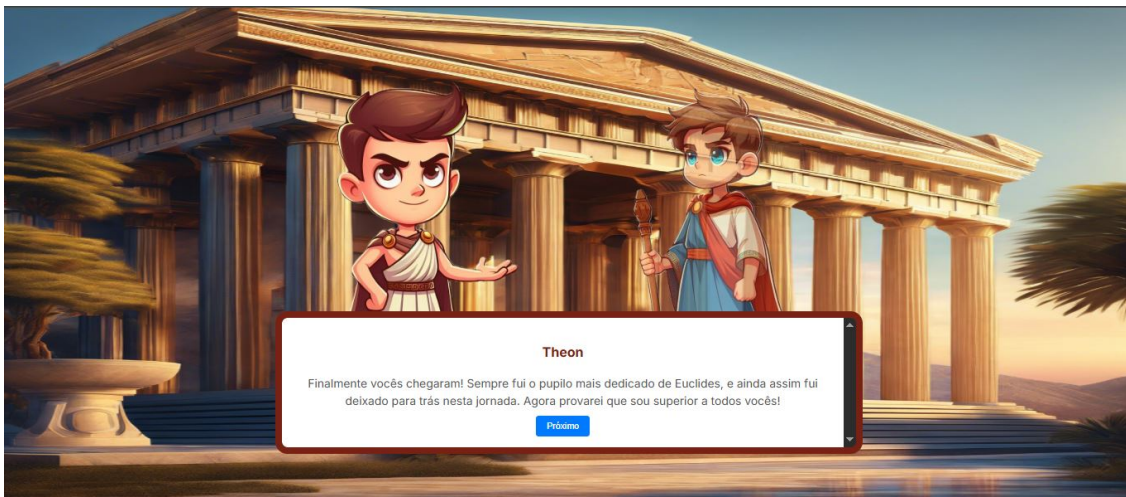 Theon
Finalmente vocês chegaram! Sempre fui o pupilo mais dedicado de Euclides, e ainda assim fui
deixado para trás nesta jornada. Agora provarei que sou superior a todos vocês!
Próximo